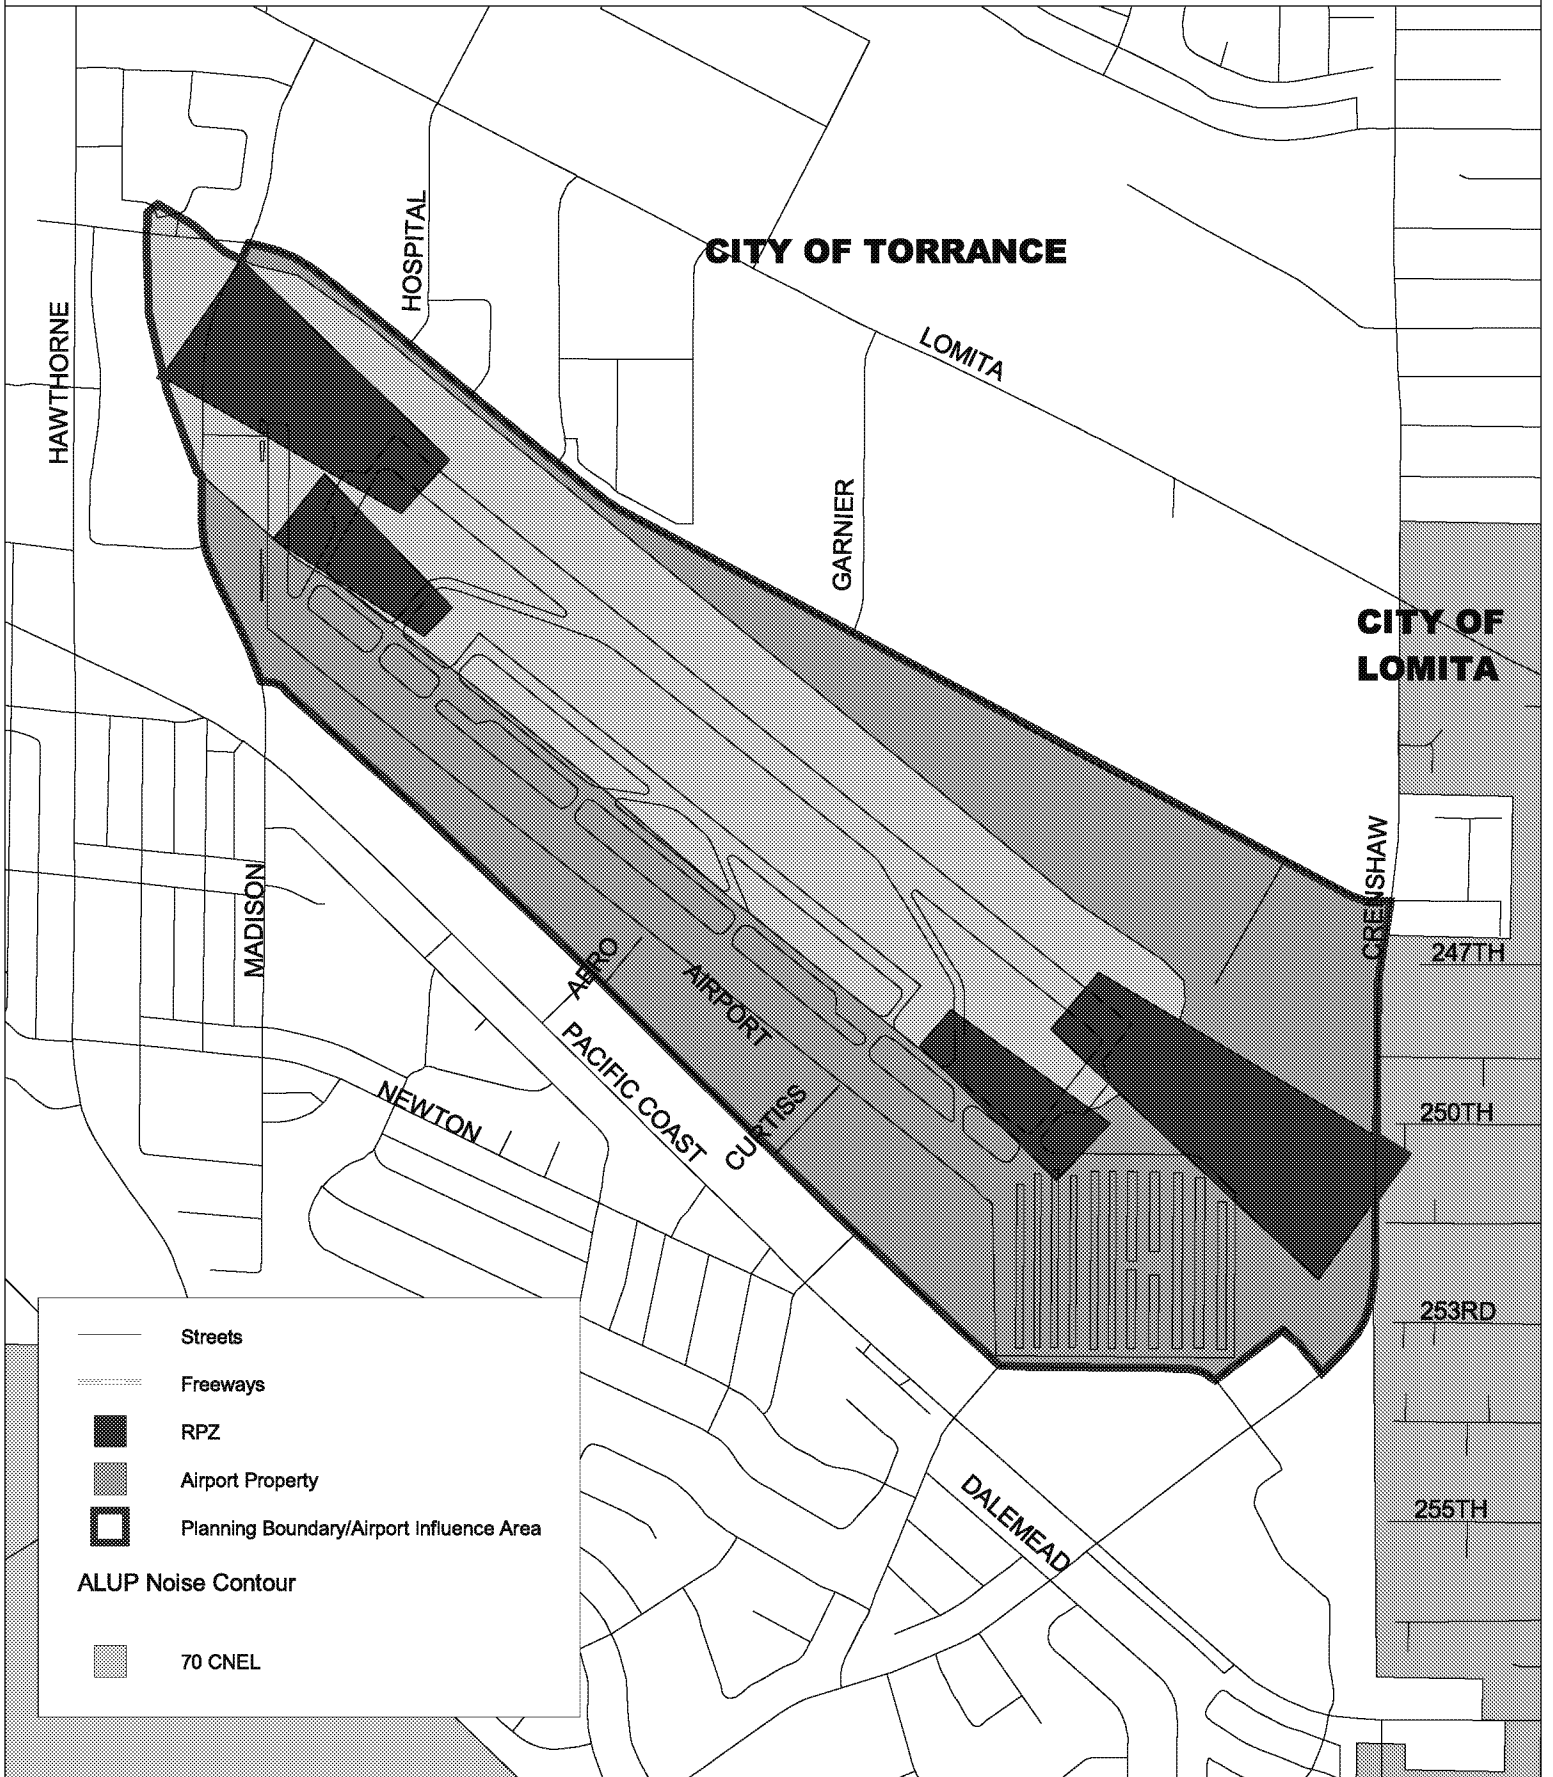 CITY OF TORRANCE
HOSPITAL
HAWTHORNE
LOMITA
GARNIER
CITY OF
LOMITA
CRENSHAW
MADISON
247TH
AERO
AIRPORT
PACIFIC COAST
CURTISS
NEWTON
250TH
253RD
255TH
DALEMEAD
Streets
Freeways
RPZ
Airport Property
Planning Boundary/Airport Influence Area
ALUP Noise Contour
70 CNEL